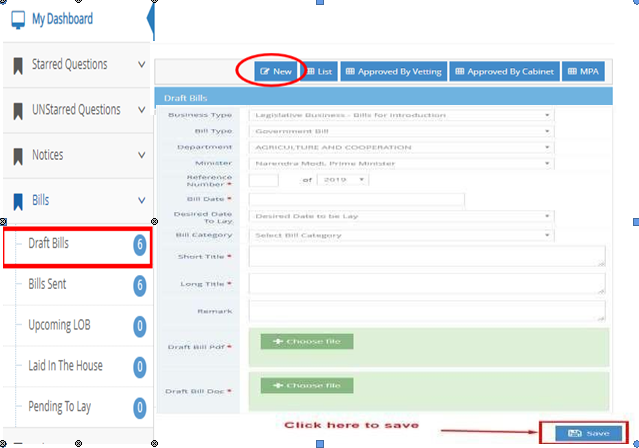 My Dashboard
Starred Questions
UNStarred Questions
Notices
Bills
Draft Bills 6
Bills Sent 6
Upcoming LOB 0
Laid In The House 0
Pending To Lay 0
New List Approved By Vetting Approved By Cabinet MPA
Draft Bills
Business Type Legislative Business - Bills for Introduction
Bill Type Government Bill
Department AGRICULTURE AND COOPERATION
Minister Narendra Modi, Prime Minister
Reference
Number * of 2019
Bill Date *
Desired Date
To Lay Desired Date to be Lay
Bill Category Select Bill Category
Short Title *
Long Title *
Remark
Draft Bill Pdf * + Choose file
Draft Bill Doc * + Choose file
Click here to save Save